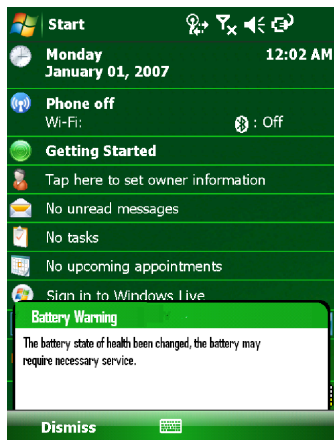 Start
Monday 12:02 AM
January 01, 2007
Phone off
Wi-Fi: : Off
Getting Started
Tap here to set owner information
No unread messages
No tasks
No upcoming appointments
Sign in to Windows Live
Battery Warning
The battery state of health been changed, the battery may
require necessary service.
Dismiss